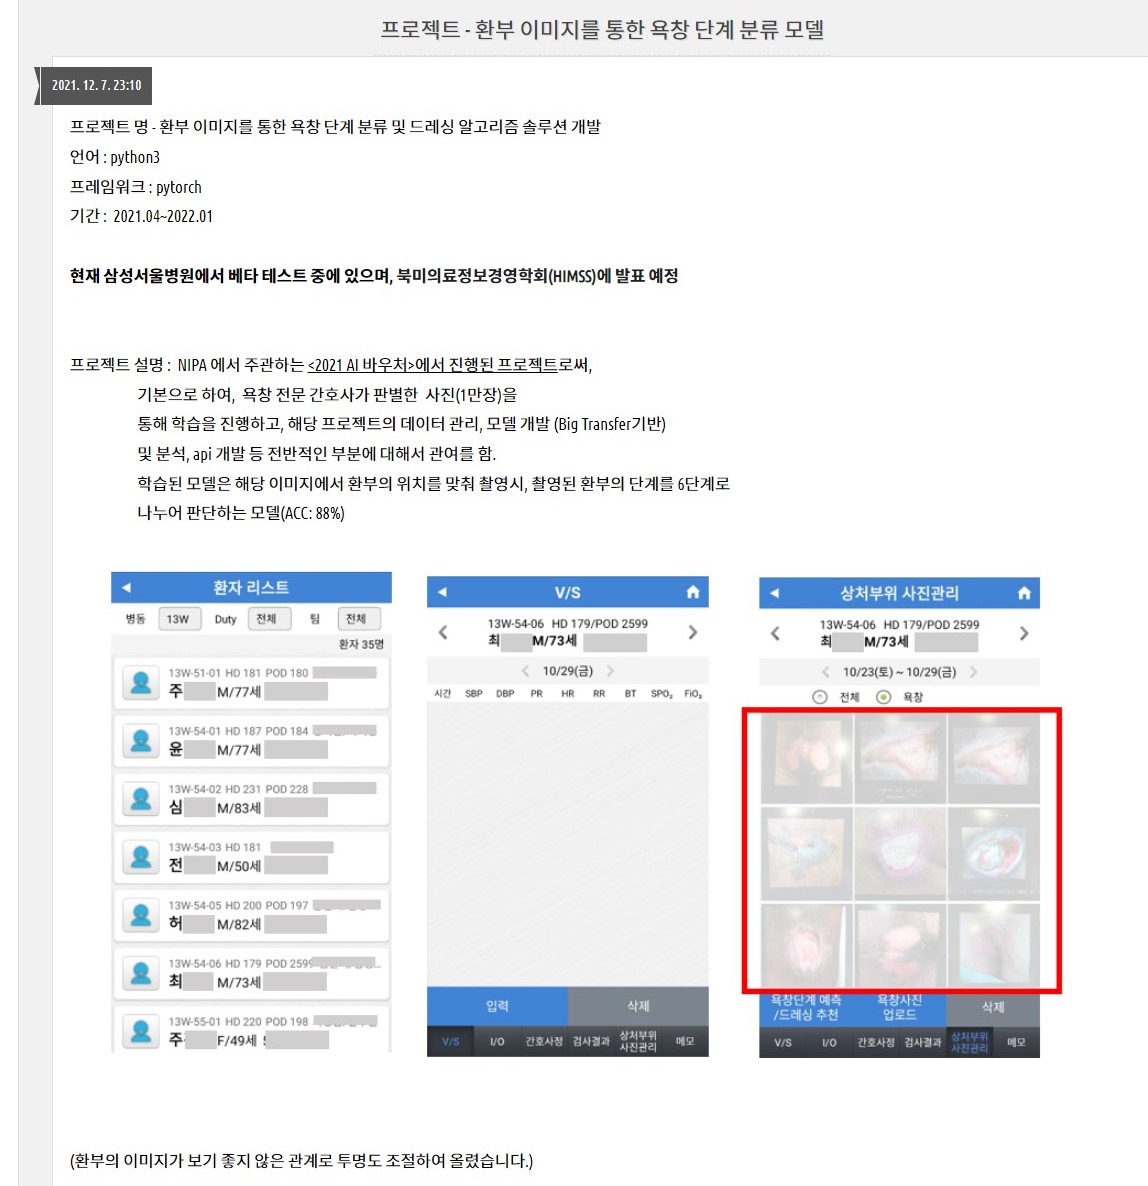 프로젝트 - 환부 이미지를 통한 욕창 단계 분류 모델
2021. 12. 7. 23:10
프로젝트 명 - 환부 이미지를 통한 욕창 단계 분류 및 드레싱 알고리즘 솔루션 개발
언어 : python3
프레임워크 : pytorch
기간 : 2021.04~2022.01
현재 삼성서울병원에서 베타 테스트 중에 있으며, 북미의료정보경영학회(HIMSS)에 발표 예정
프로젝트 설명 : NIPA 에서 주관하는 <2021 AI 바우처>에서 진행된 프로젝트로써,
기본으로 하여, 욕창 전문 간호사가 판별한 사진(1만장)을
통해 학습을 진행하고, 해당 프로젝트의 데이터 관리, 모델 개발 (Big Transfer기반)
및 분석, api 개발 등 전반적인 부분에 대해서 관여를 함.
학습된 모델은 해당 이미지에서 환부의 위치를 맞춰 촬영시, 촬영된 환부의 단계를 6단계로
나누어 판단하는 모델(ACC: 88%)
환자 리스트
병동 13W Duty 전체 팀 전체
환자 35명
13W-51-01 HD 181 POD 180
주 M/77세
13W-54-01 HD 187 POD 184
윤 M/77세
13W-54-02 HD 231 POD 228
심 M/83세
13W-54-03 HD 181
전 M/50세
13W-54-05 HD 200 POD 197
허 M/82세
13W-54-06 HD 179 POD 2599
최 M/73세
13W-55-01 HD 220 POD 198
주 F/49세
V/S
13W-54-06 HD 179/POD 2599
최 M/73세
10/29(금)
시간 SBP DBP PR HR RR BT SPO₂ FiO₂
입력 삭제
V/S I/O 간호사정 검사결과 상처부위 사진관리 메모
상처부위 사진관리
13W-54-06 HD 179/POD 2599
최 M/73세
10/23(토) ~ 10/29(금)
전체 욕창
욕창단계 예측 욕창사진 삭제
/드레싱 추천 업로드
V/S I/O 간호사정 검사결과 상처부위 사진관리 메모
(환부의 이미지가 보기 좋지 않은 관계로 투명도 조절하여 올렸습니다.)